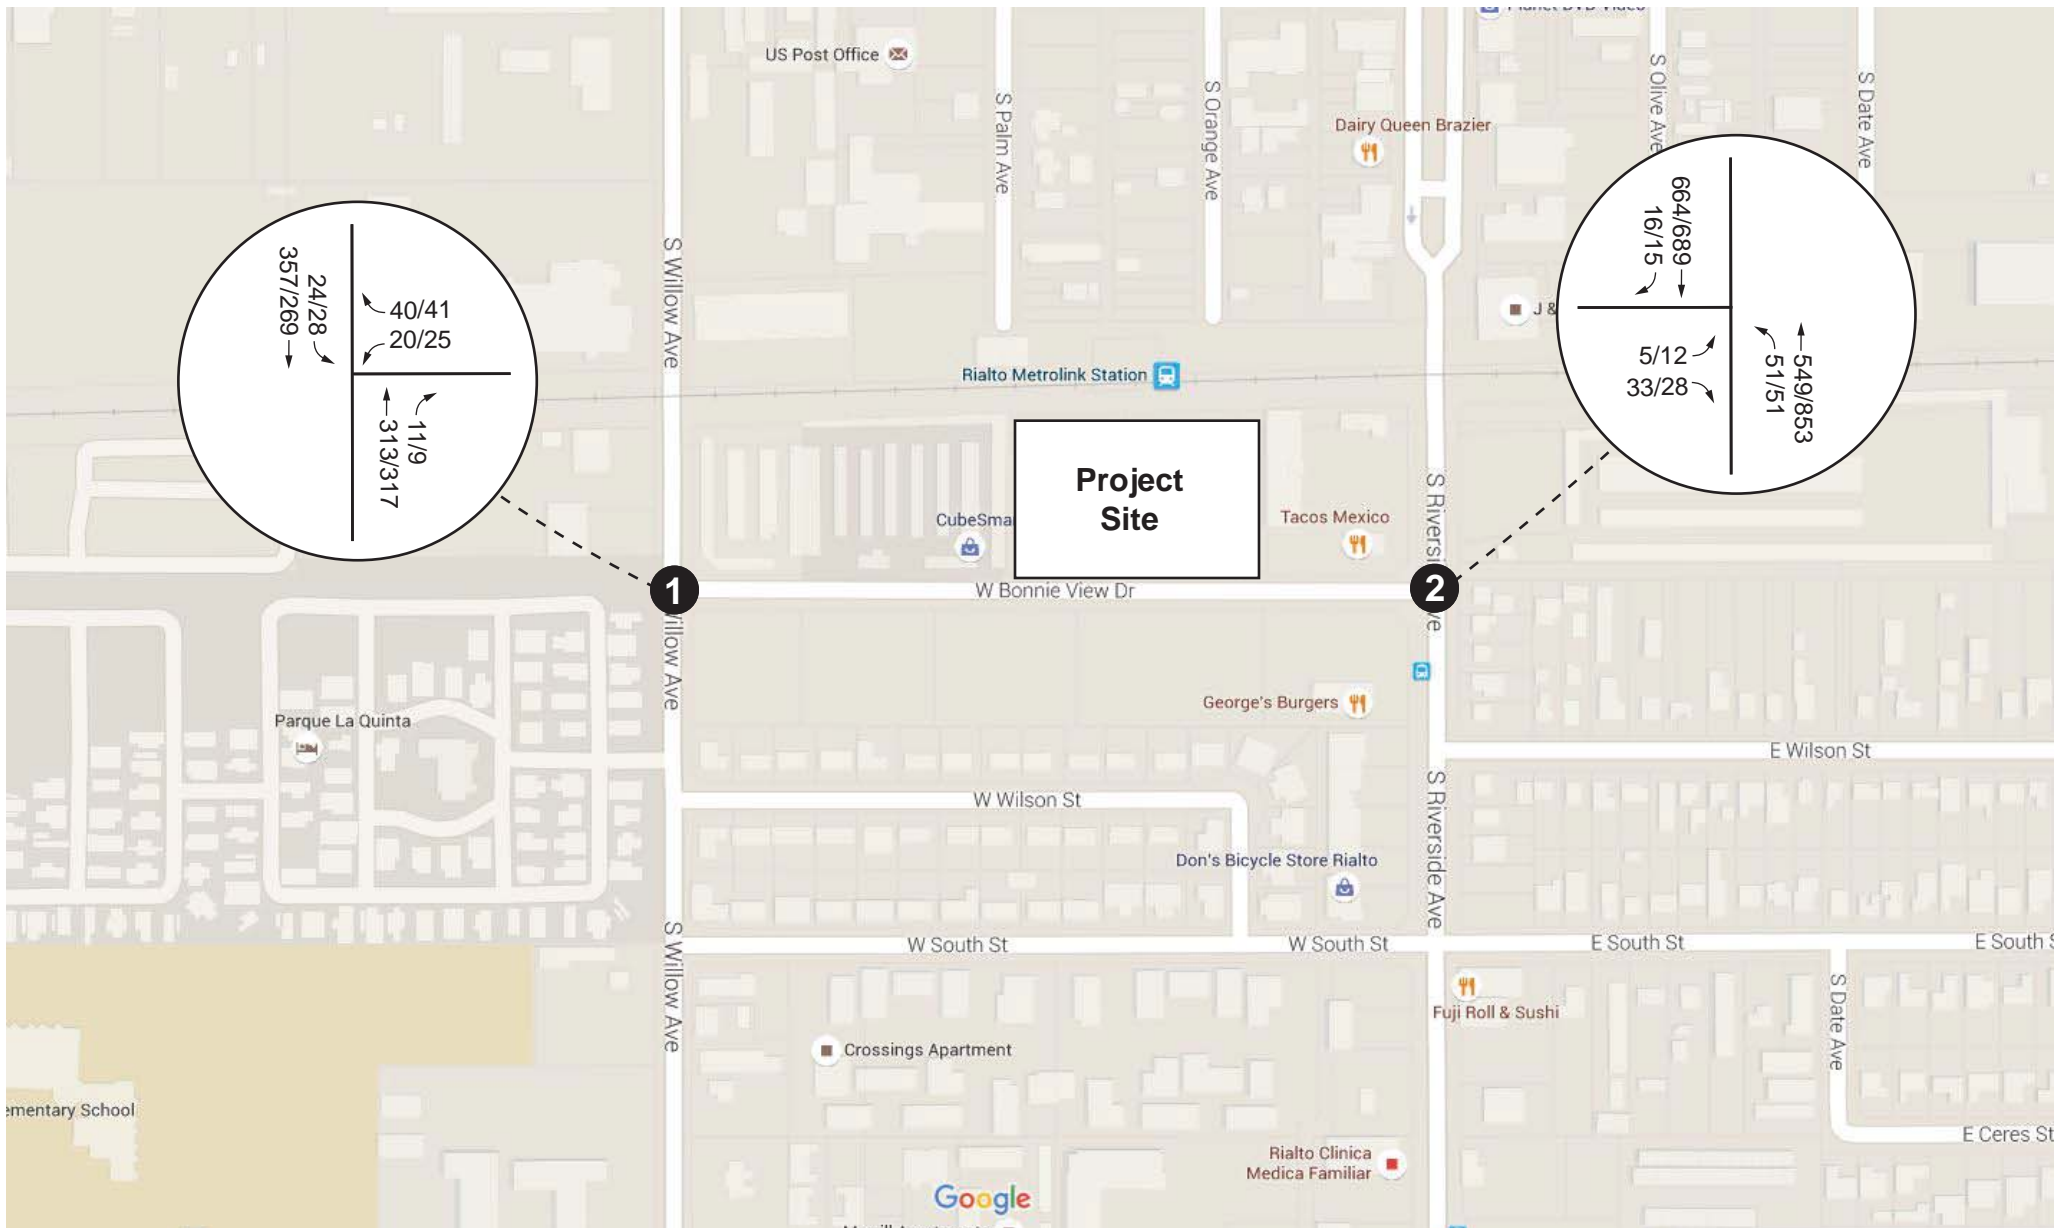 Planet DVD Video
US Post Office
S Palm Ave
S Orange Ave
S Olive Ave
S Date Ave
Dairy Queen Brazier
S Willow Ave
357/269
24/28
40/41
20/25
11/9
313/317
664/689
16/15
5/12
33/28
549/853
51/51
J &
Rialto Metrolink Station
Project
Site
CubeSma
Tacos Mexico
S Riversi
ve
1
2
W Bonnie View Dr
illow Ave
George's Burgers
Parque La Quinta
E Wilson St
W Wilson St
S Riverside Ave
Don's Bicycle Store Rialto
S Willow Ave
W South St
W South St
E South St
E South S
Fuji Roll & Sushi
S Date Ave
Crossings Apartment
ementary School
E Ceres St
Rialto Clinica
Medica Familiar
Google